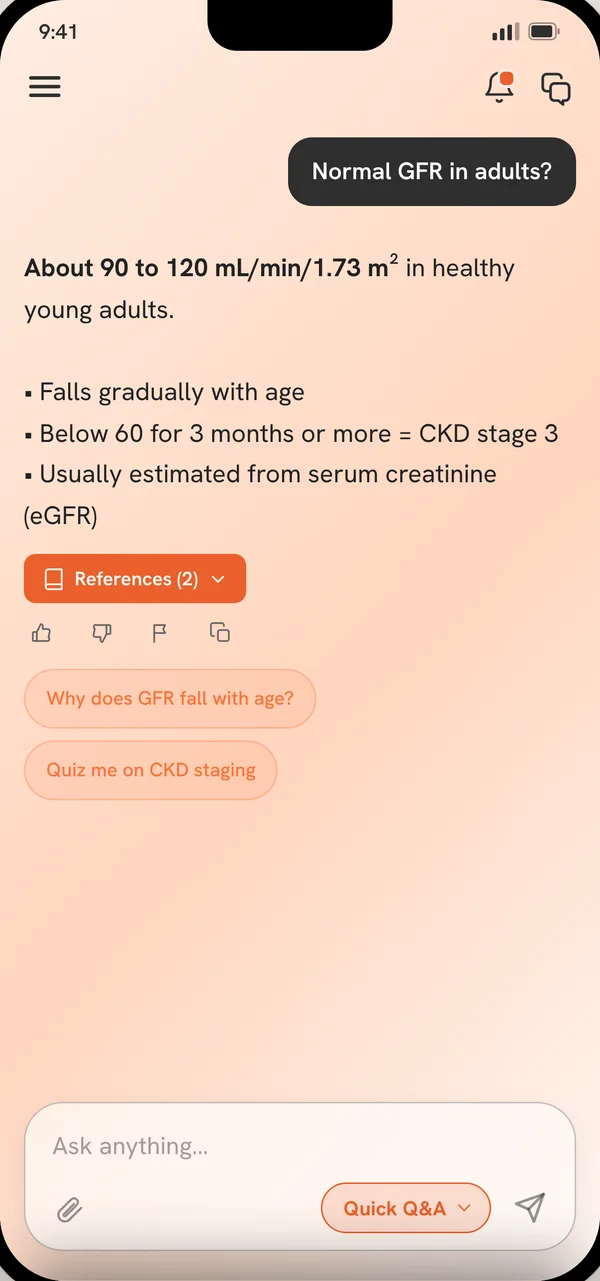 9:41
Normal GFR in adults?
About 90 to 120 mL/min/1.73 m² in healthy
young adults.
▪ Falls gradually with age
▪ Below 60 for 3 months or more = CKD stage 3
▪ Usually estimated from serum creatinine
(eGFR)
References (2)
Why does GFR fall with age?
Quiz me on CKD staging
Ask anything...
Quick Q&A